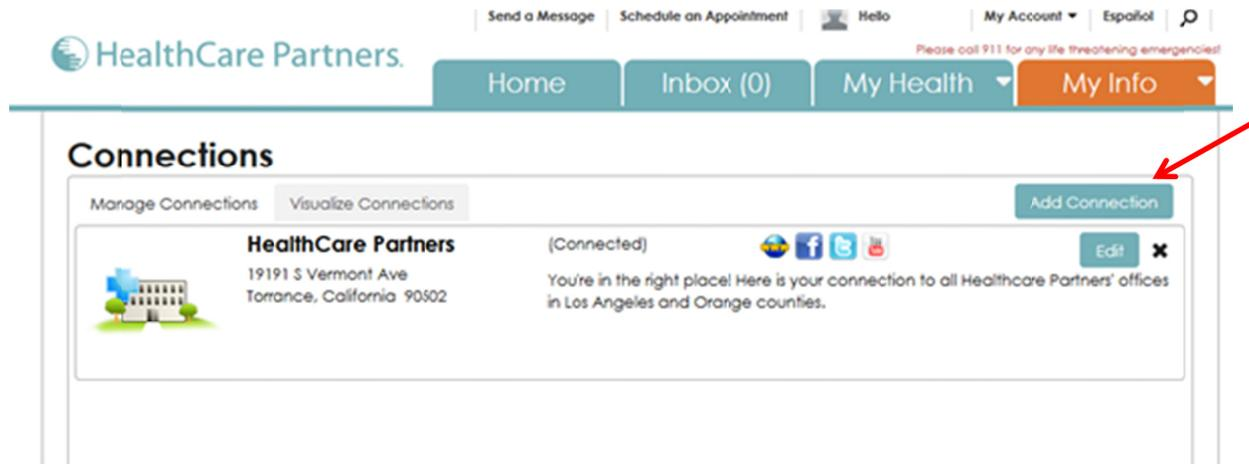 Send a Message Schedule an Appointment Hello My Account Español
HealthCare Partners.
Please call 911 for any life threatening emergencies!
Home Inbox (0) My Health My Info
Connections
Manage Connections Visualize Connections Add Connection
HealthCare Partners (Connected) Edit
19191 S Vermont Ave
Torrance, California 90502
You're in the right place! Here is your connection to all Healthcare Partners' offices
in Los Angeles and Orange counties.